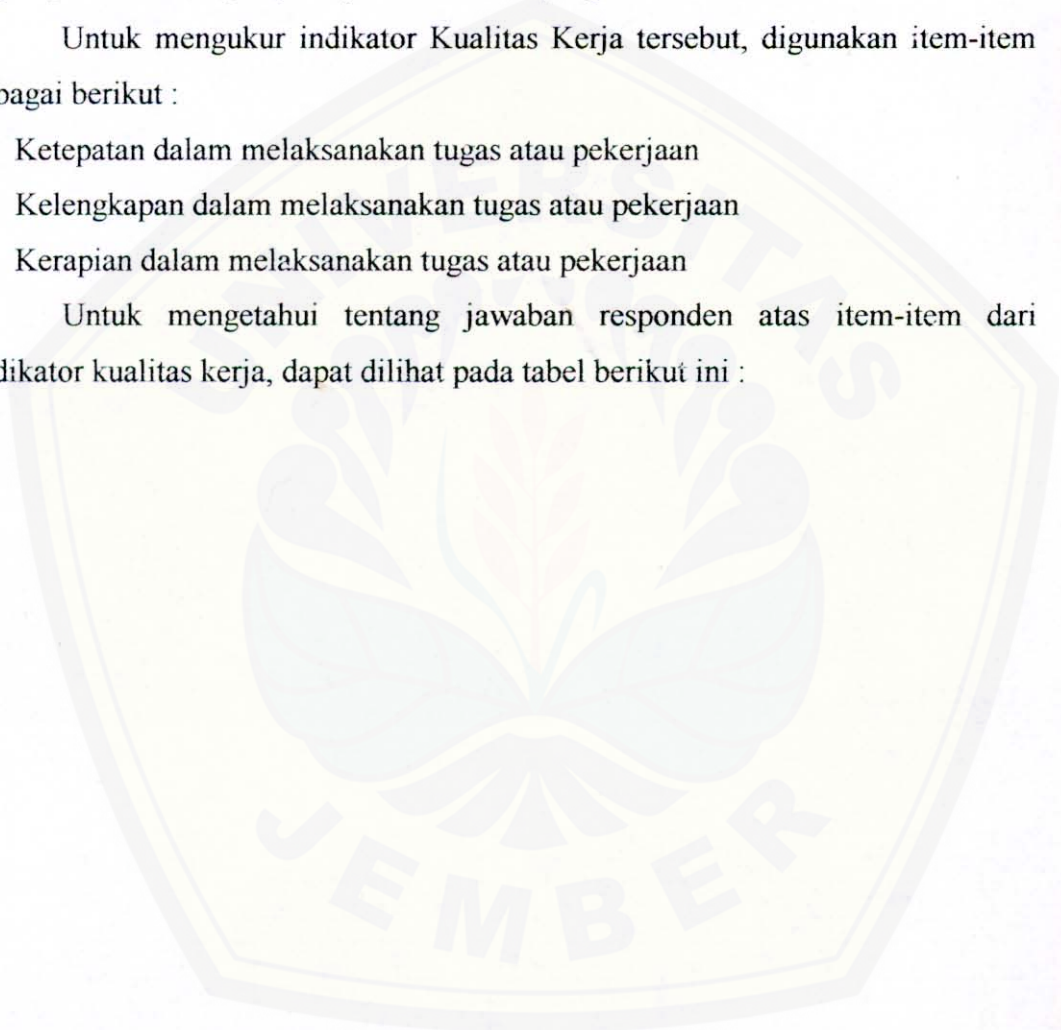 Untuk mengukur indikator Kualitas Kerja tersebut, digunakan item-item
bagai berikut :
Ketepatan dalam melaksanakan tugas atau pekerjaan
Kelengkapan dalam melaksanakan tugas atau pekerjaan
Kerapian dalam melaksanakan tugas atau pekerjaan
Untuk mengetahui tentang jawaban responden atas item-item dari
dikator kualitas kerja, dapat dilihat pada tabel berikut ini :
UNIVERSITAS
JEMBER